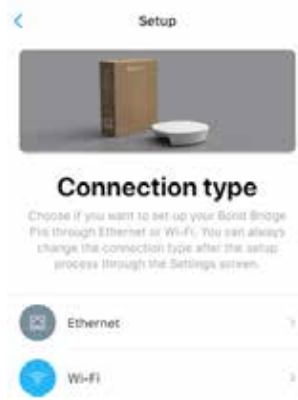 Setup
Connection type
Choose if you want to set up your Bond Bridge
Pro through Ethernet or Wi-Fi. You can always
change the connection type after the setup
process through the Settings screen.
Ethernet
Wi-Fi